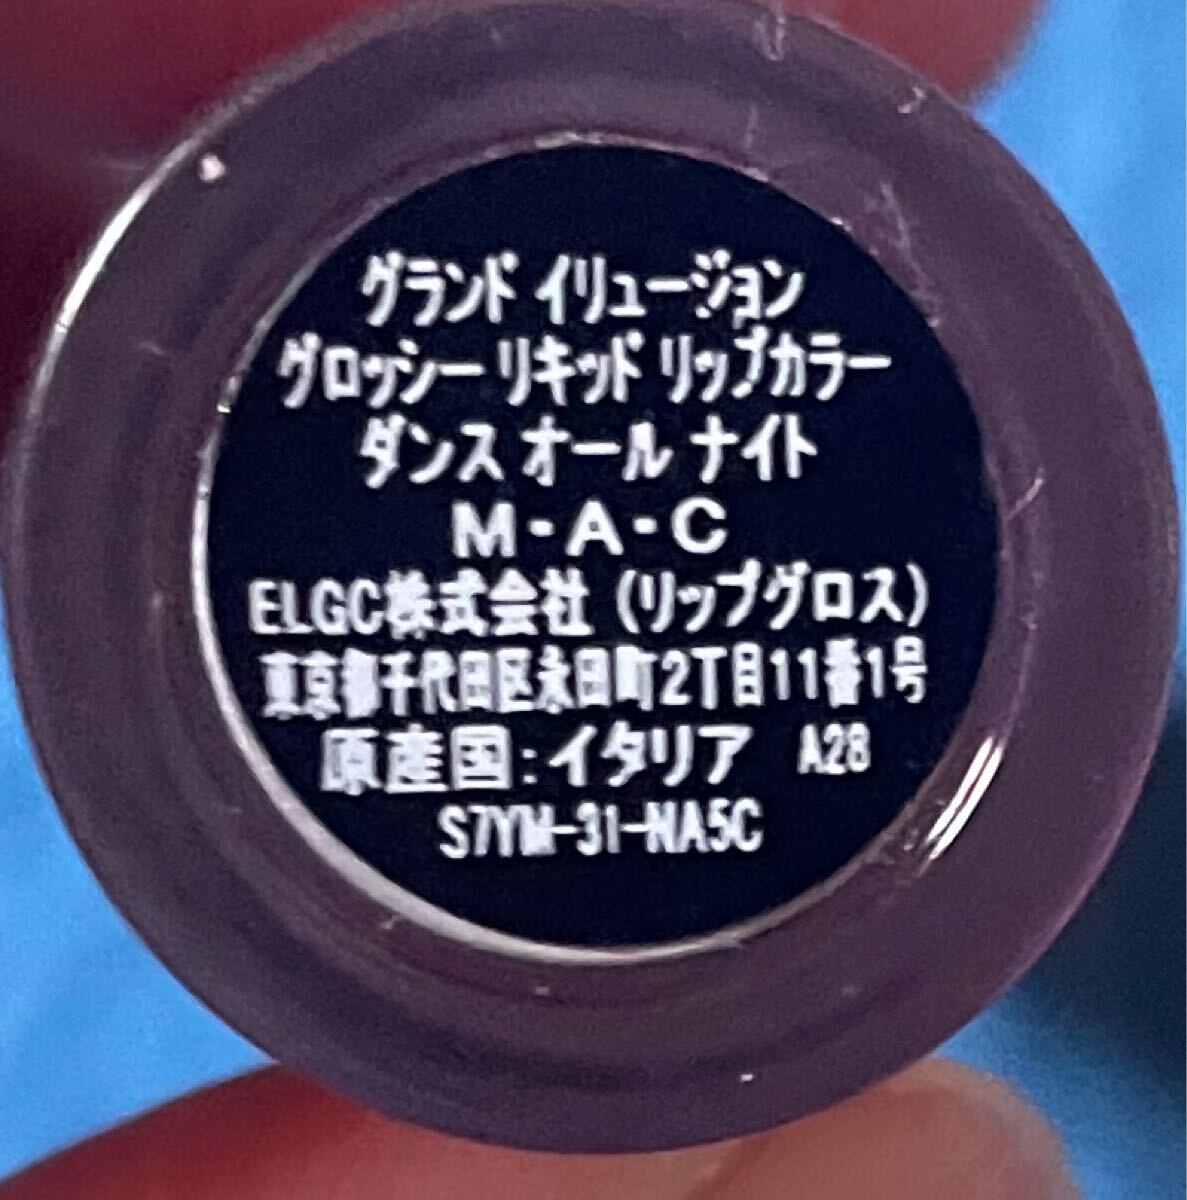 グランド イリュージョン
グロッシー リキッド リップカラー
ダンス オール ナイト
M・A・C
ELGC株式会社（リップグロス）
東京都千代田区永田町2丁目11番1号
原産国：イタリア A28
S7YM-31-NA5C